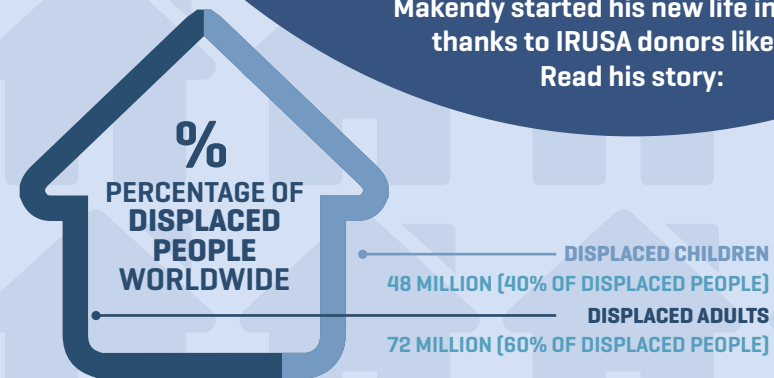 Makendy started his new life in
thanks to IRUSA donors like
Read his story:
%
PERCENTAGE OF
DISPLACED
PEOPLE
WORLDWIDE
DISPLACED CHILDREN
48 MILLION (40% OF DISPLACED PEOPLE)
DISPLACED ADULTS
72 MILLION (60% OF DISPLACED PEOPLE)